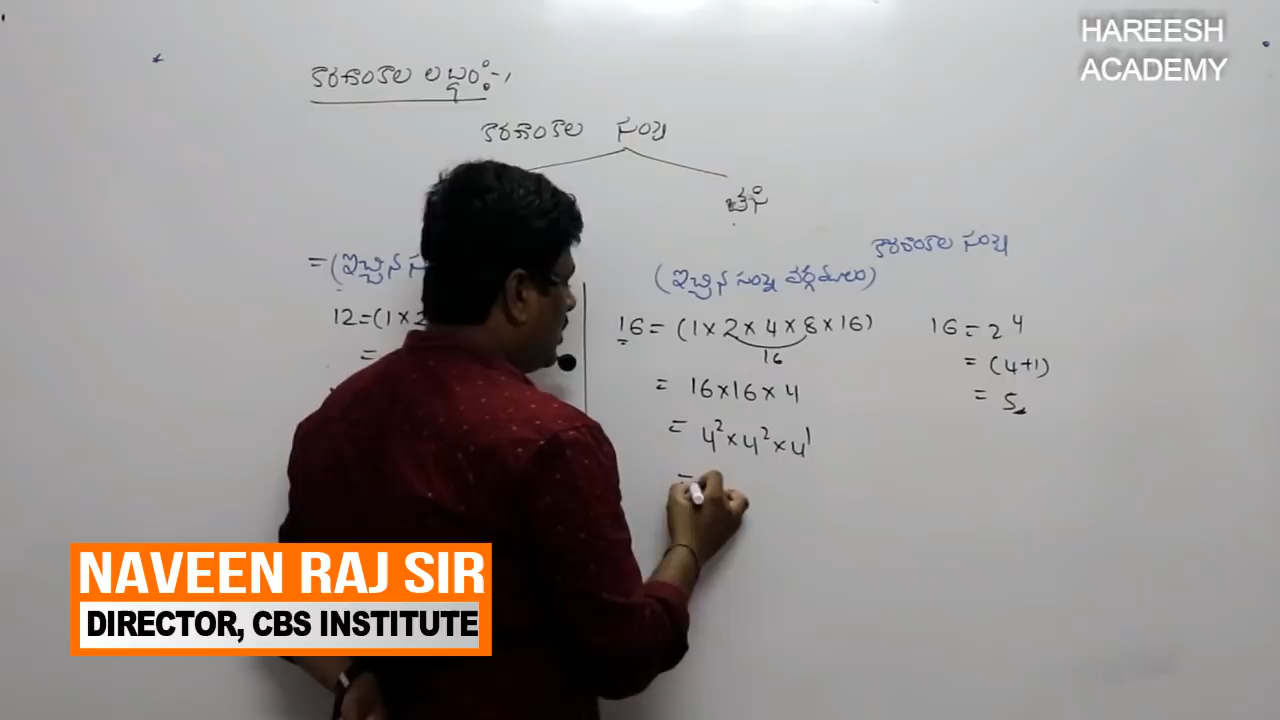 HAREESH
ACADEMY
కారణాంకాల లబ్ధం:-
కారణాంకాల సంఖ్య
బేసి
కారణాంకాల సంఖ్య
= (ఇచ్చిన
(ఇచ్చిన సంఖ్య వర్గమూలం)
12=(1×2
=
16= (1× 2 × 4 × 8 × 16)
16
= 16×16 × 4
= 4² × 4² × 4¹
=
16 = 2⁴
= (4+1)
= 5
NAVEEN RAJ SIR
DIRECTOR, CBS INSTITUTE